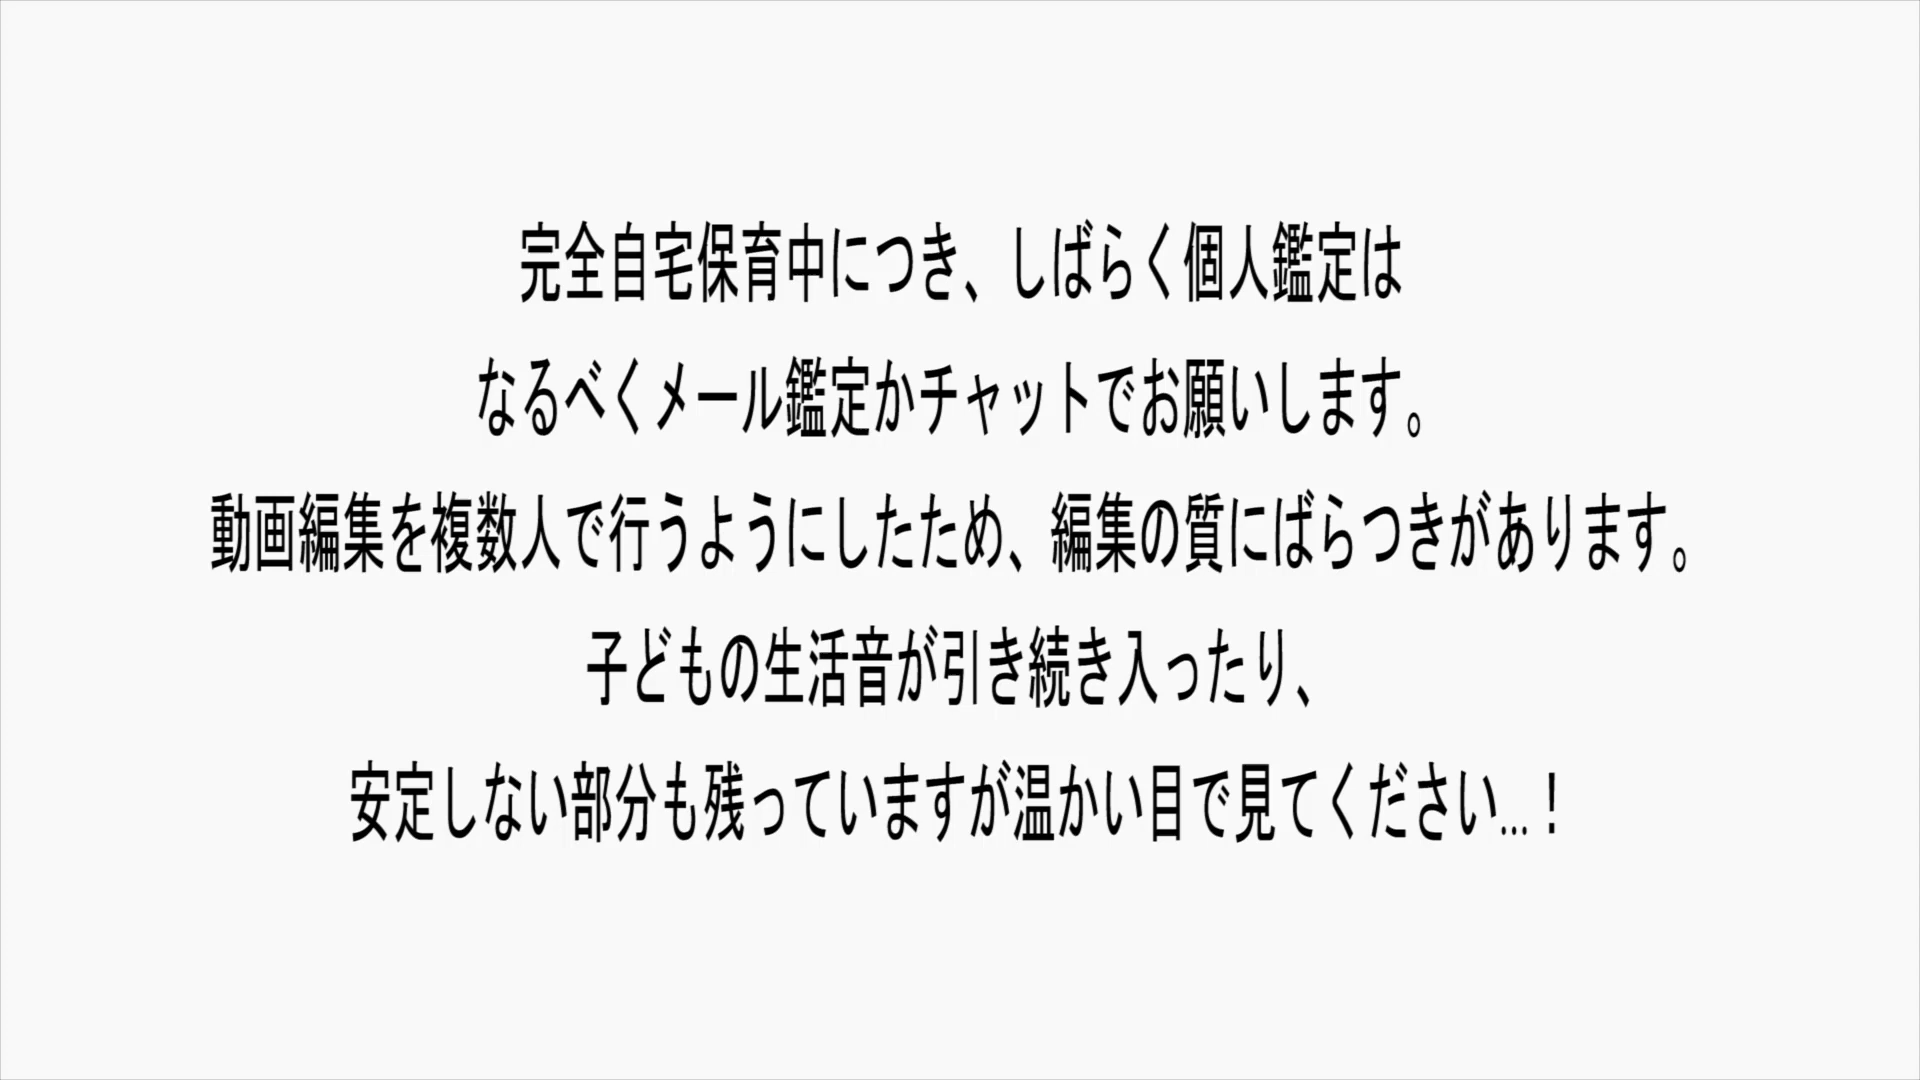 完全自宅保育中につき、しばらく個人鑑定は
なるべくメール鑑定かチャットでお願いします。
動画編集を複数人で行うようにしたため、編集の質にばらつきがあります。
子どもの生活音が引き続き入ったり、
安定しない部分も残っていますが温かい目で見てください...！